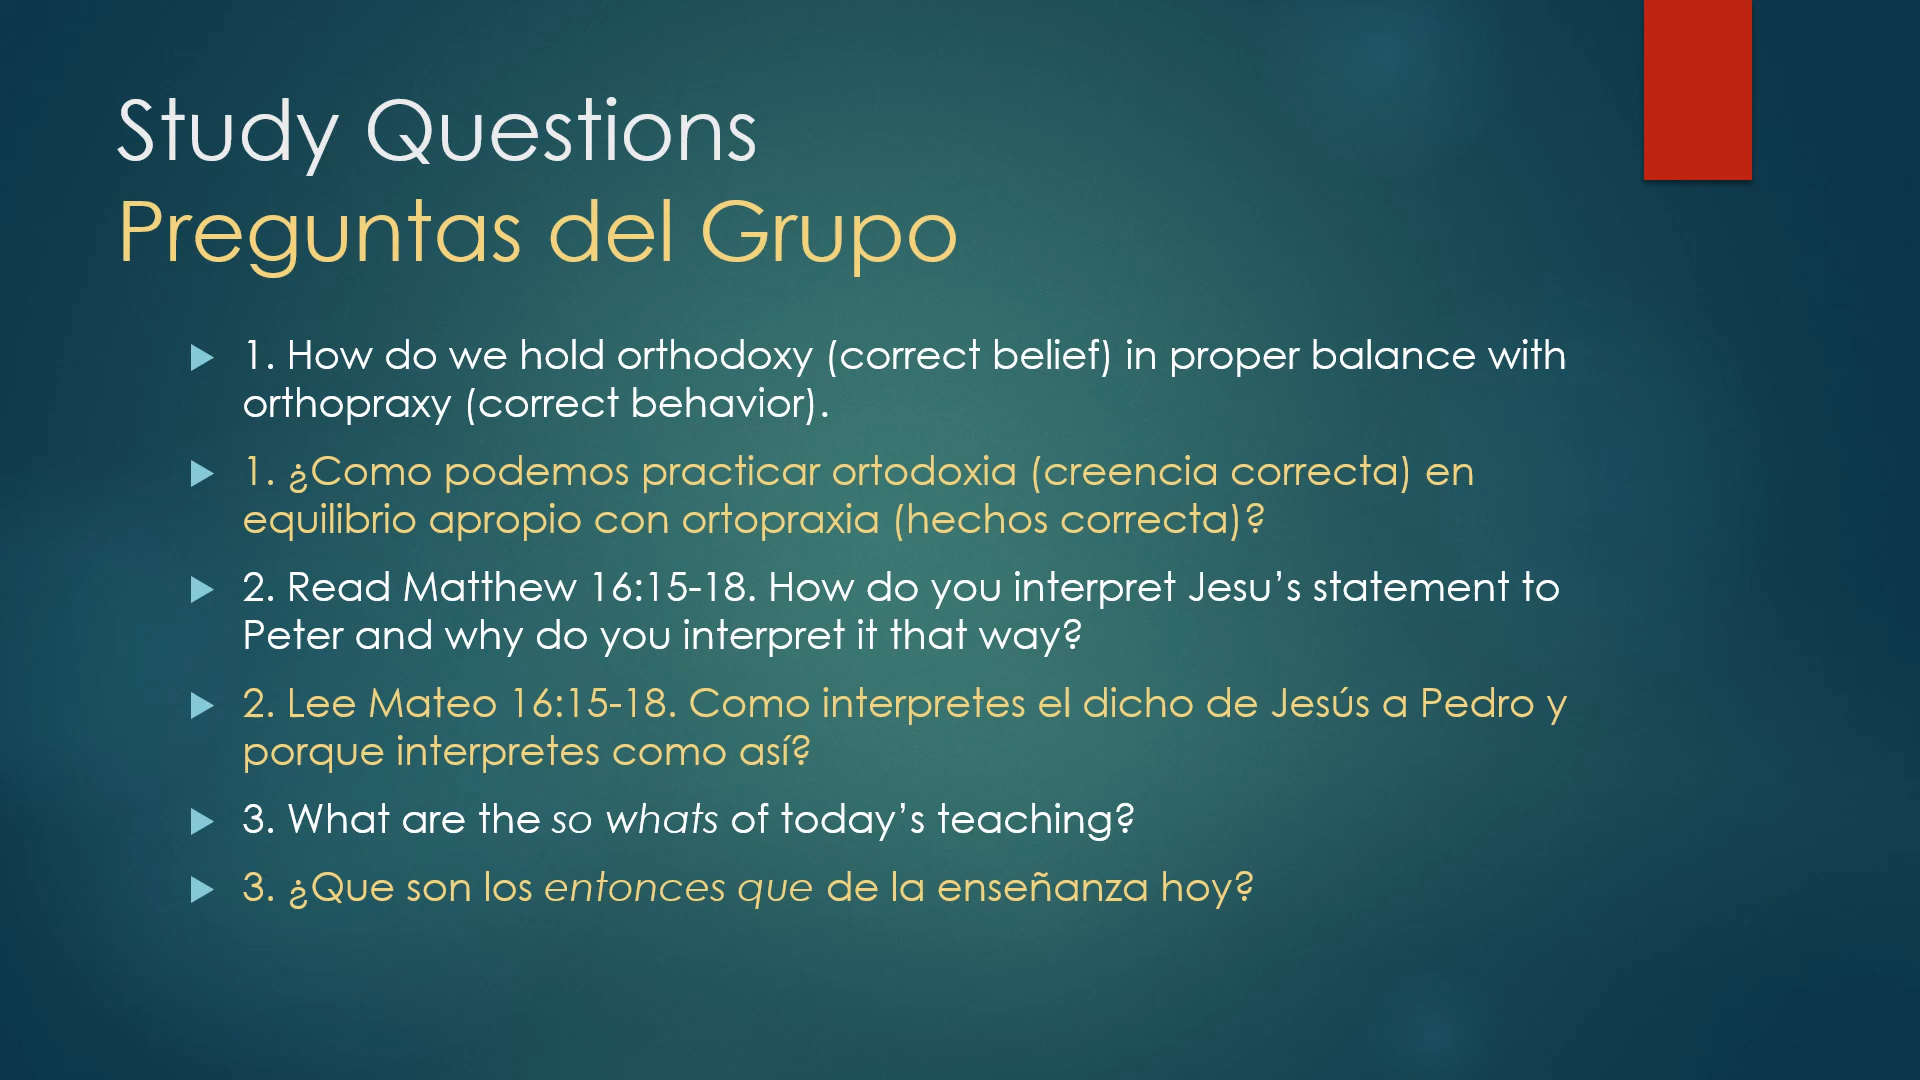 Study Questions
Preguntas del Grupo
1. How do we hold orthodoxy (correct belief) in proper balance with
orthopraxy (correct behavior).
1. ¿Como podemos practicar ortodoxia (creencia correcta) en
equilibrio apropio con ortopraxia (hechos correcta)?
2. Read Matthew 16:15-18. How do you interpret Jesu’s statement to
Peter and why do you interpret it that way?
2. Lee Mateo 16:15-18. Como interpretes el dicho de Jesús a Pedro y
porque interpretes como así?
3. What are the so whats of today’s teaching?
3. ¿Que son los entonces que de la enseñanza hoy?